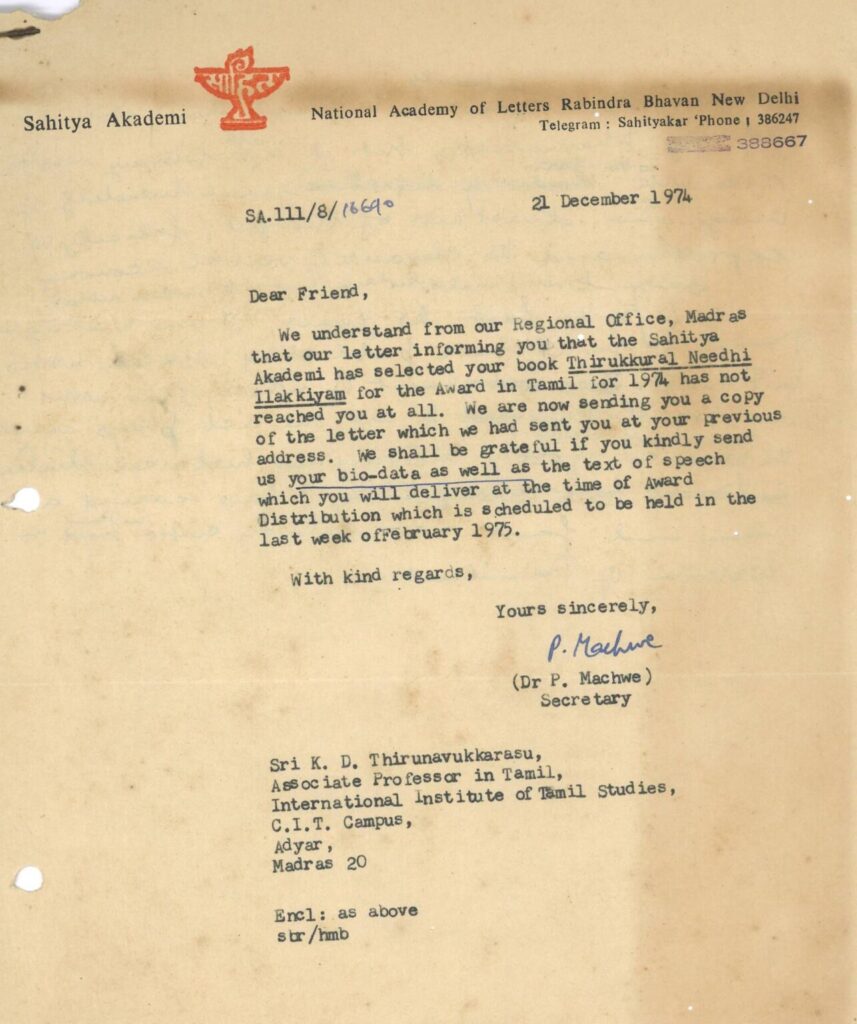 साहित्य
Sahitya Akademi
National Academy of Letters Rabindra Bhavan New Delhi
Telegram : Sahityakar 'Phone : 386247
388667
SA.111/8/16690
21 December 1974
Dear Friend,
We understand from our Regional Office, Madras
that our letter informing you that the Sahitya
Akademi has selected your book Thirukkural Needhi
Ilakkiyam for the Award in Tamil for 1974 has not
reached you at all. We are now sending you a copy
of the letter which we had sent you at your previous
address. We shall be grateful if you kindly send
us your bio-data as well as the text of speech
which you will deliver at the time of Award
Distribution which is scheduled to be held in the
last week ofFebruary 1975.
With kind regards,
Yours sincerely,
P. Machwe
(Dr P. Machwe)
Secretary
Sri K. D. Thirunavukkarasu,
Associate Professor in Tamil,
International Institute of Tamil Studies,
C.I.T. Campus,
Adyar,
Madras 20
Encl: as above
sbr/hmb